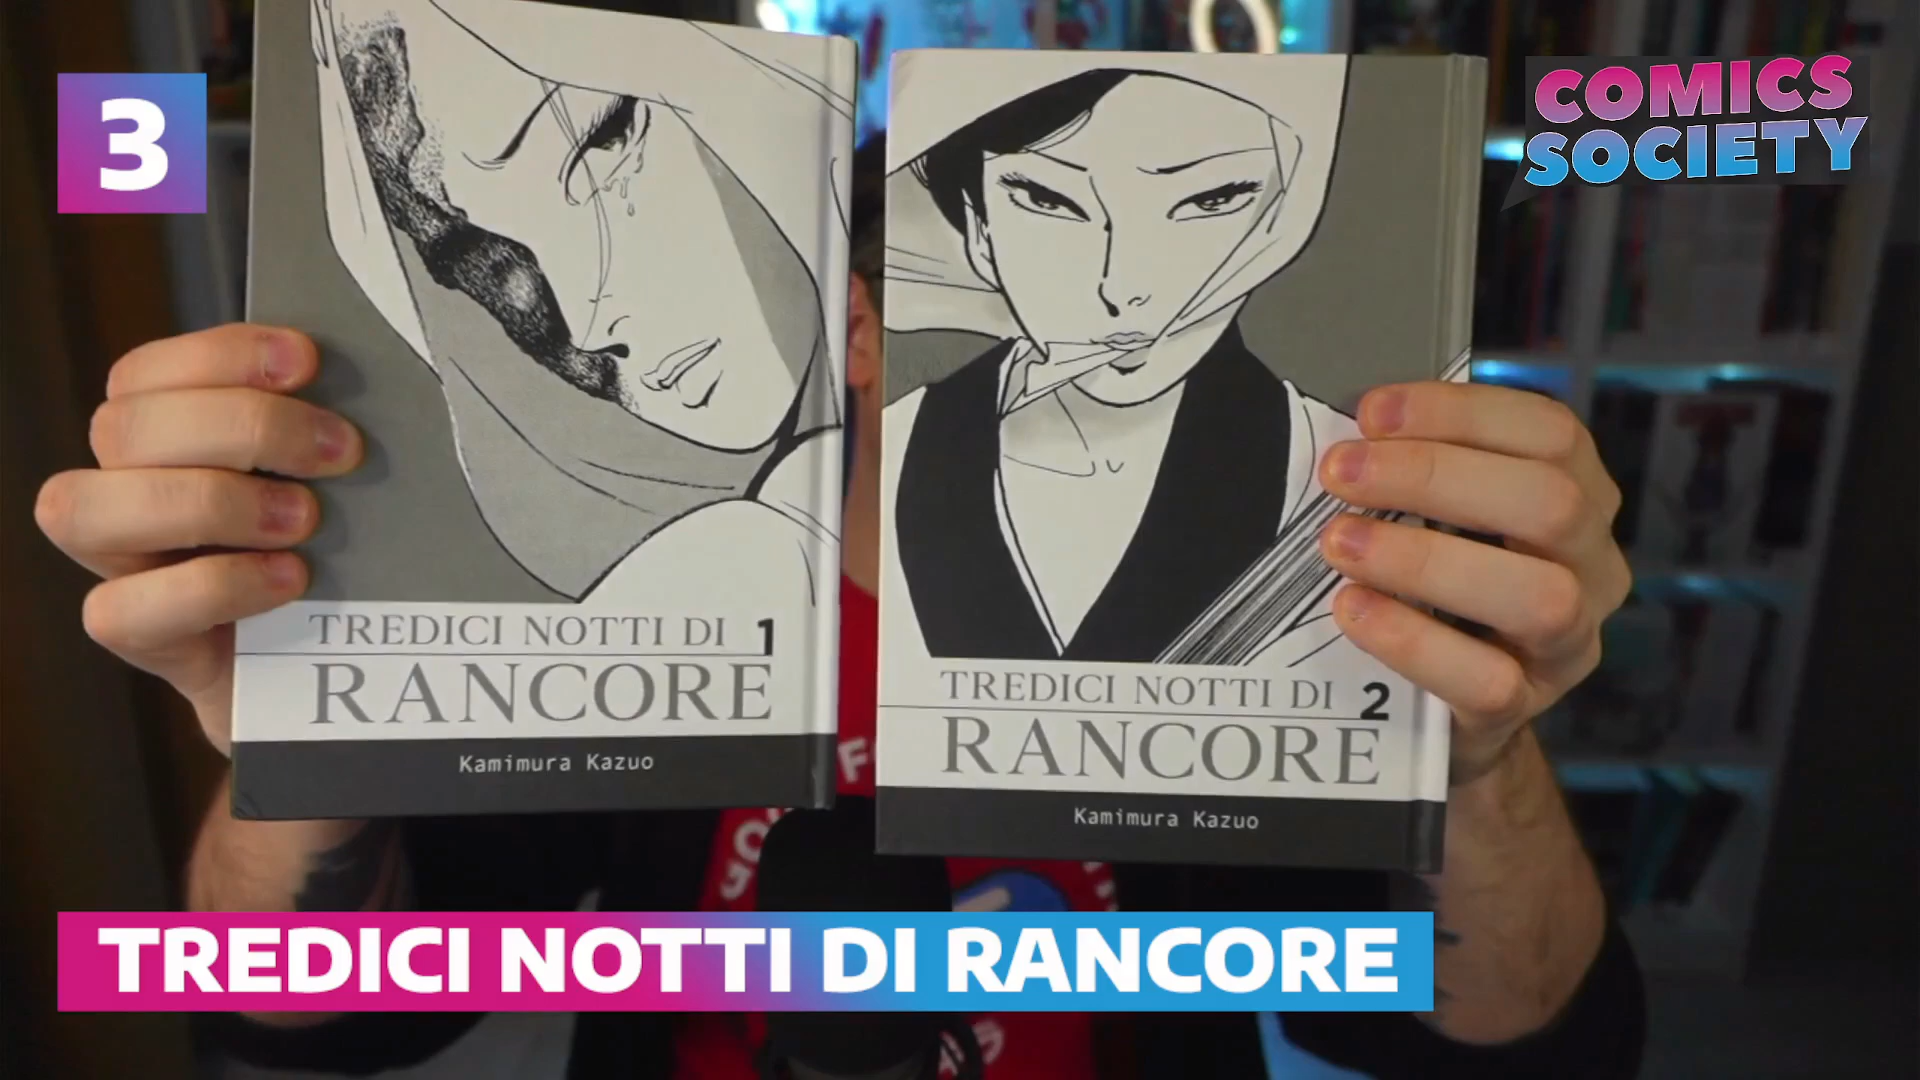 3
COMICS
SOCIETY
TREDICI NOTTI DI 1
RANCORE
Kamimura Kazuo
TREDICI NOTTI DI 2
RANCORE
Kamimura Kazuo
TREDICI NOTTI DI RANCORE